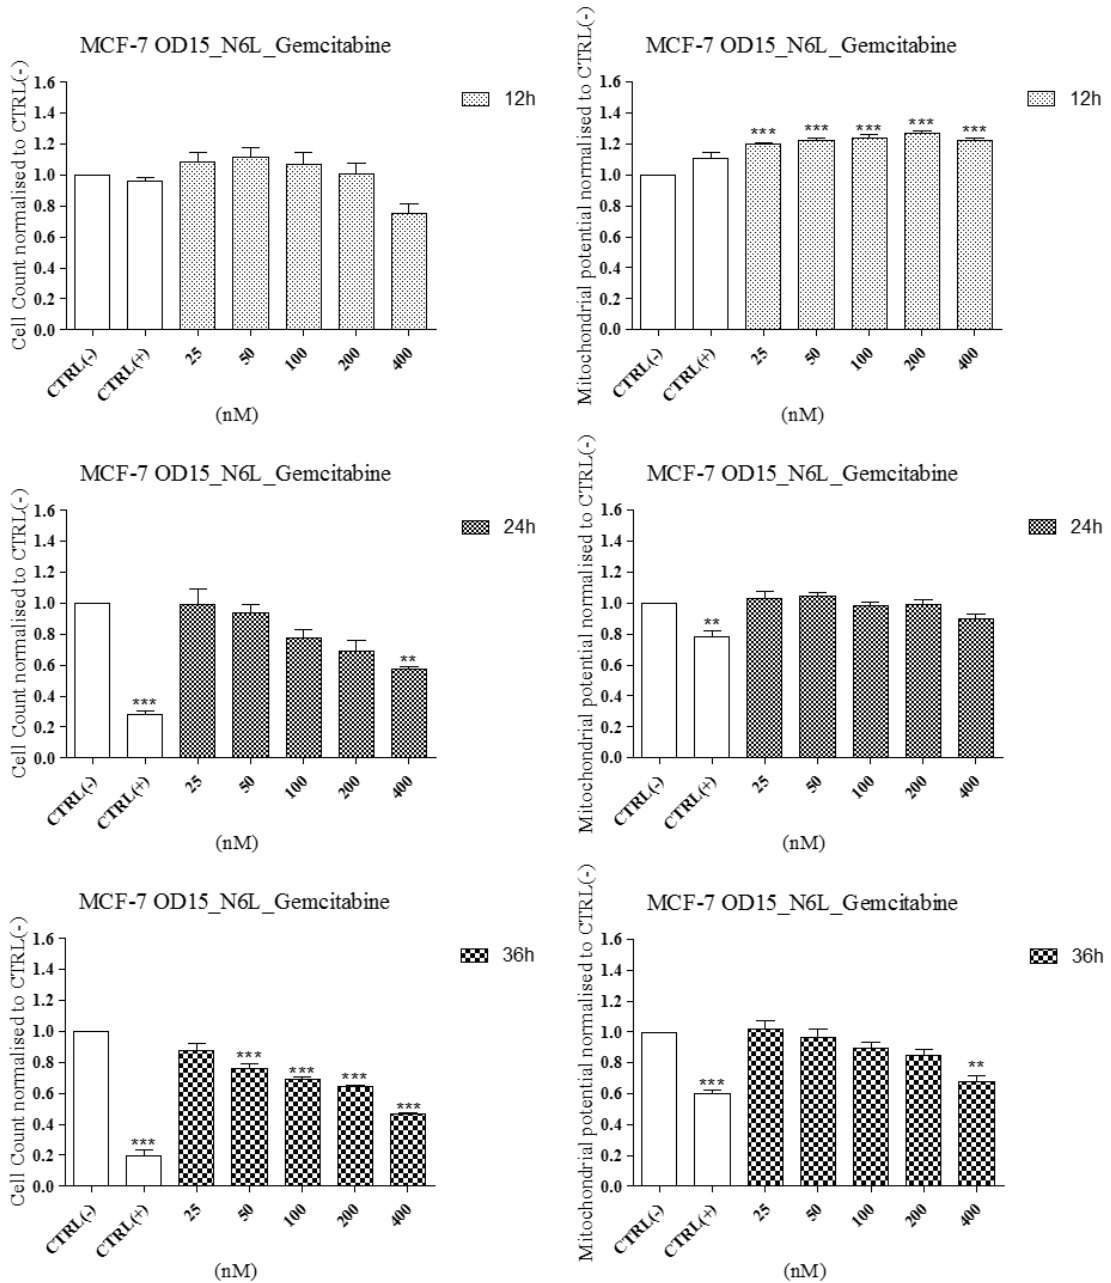 MCF-7 OD15_N6L_Gemcitabine
Cell Count normalised to CTRL(-)
1.6
1.4
1.2
1.0
0.8
0.6
0.4
0.2
0.0
12h
CTRL(-) CTRL(+) 25 50 100 200 400
(nM)
MCF-7 OD15_N6L_Gemcitabine
Mitochondrial potential normalised to CTRL(-)
1.6
1.4
1.2
1.0
0.8
0.6
0.4
0.2
0.0
*** *** *** *** ***
12h
CTRL(-) CTRL(+) 25 50 100 200 400
(nM)
MCF-7 OD15_N6L_Gemcitabine
Cell Count normalised to CTRL(-)
1.6
1.4
1.2
1.0
0.8
0.6
0.4
0.2
0.0
*** **
24h
CTRL(-) CTRL(+) 25 50 100 200 400
(nM)
MCF-7 OD15_N6L_Gemcitabine
Mitochondrial potential normalised to CTRL(-)
1.6
1.4
1.2
1.0
0.8
0.6
0.4
0.2
0.0
**
24h
CTRL(-) CTRL(+) 25 50 100 200 400
(nM)
MCF-7 OD15_N6L_Gemcitabine
Cell Count normalised to CTRL(-)
1.6
1.4
1.2
1.0
0.8
0.6
0.4
0.2
0.0
*** *** *** *** ***
36h
CTRL(-) CTRL(+) 25 50 100 200 400
(nM)
MCF-7 OD15_N6L_Gemcitabine
Mitochondrial potential normalised to CTRL(-)
1.6
1.4
1.2
1.0
0.8
0.6
0.4
0.2
0.0
*** **
36h
CTRL(-) CTRL(+) 25 50 100 200 400
(nM)